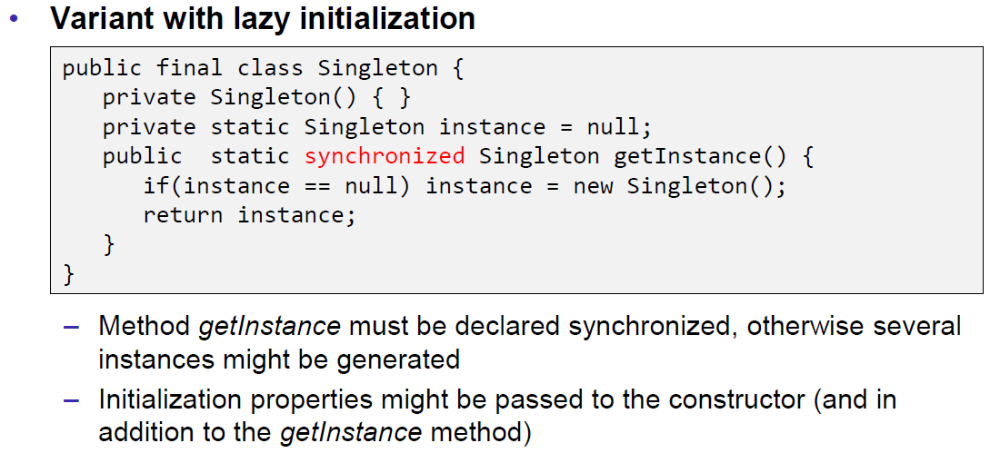 • Variant with lazy initialization
public final class Singleton {
   private Singleton() { }
   private static Singleton instance = null;
   public  static synchronized Singleton getInstance() {
      if(instance == null) instance = new Singleton();
      return instance;
   }
}
– Method getInstance must be declared synchronized, otherwise several
instances might be generated
– Initialization properties might be passed to the constructor (and in
addition to the getInstance method)